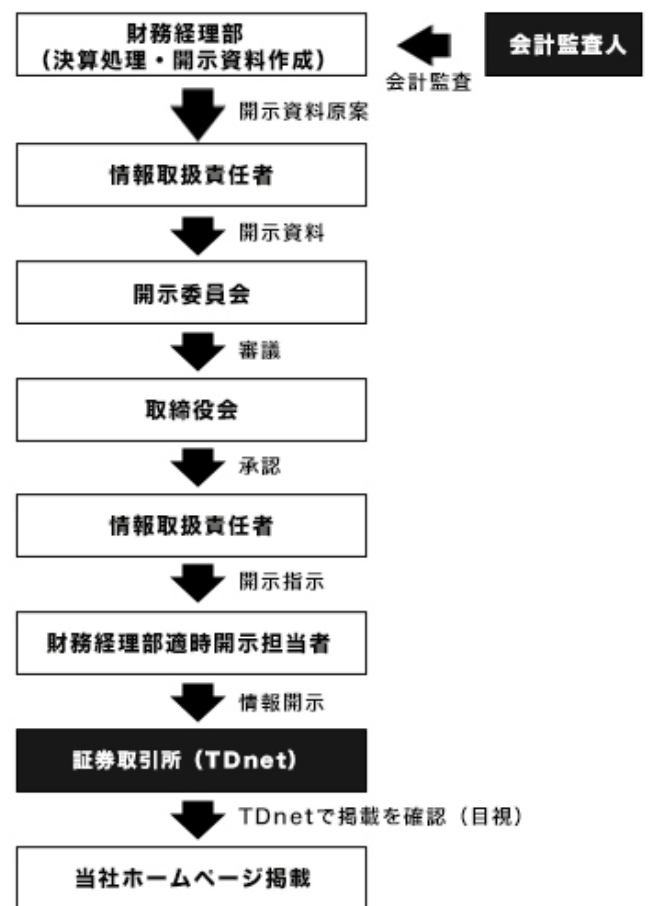 財務経理部
（決算処理・開示資料作成）
会計監査人
会計監査
開示資料原案
情報取扱責任者
開示資料
開示委員会
審議
取締役会
承認
情報取扱責任者
開示指示
財務経理部適時開示担当者
情報開示
証券取引所（TDnet）
TDnetで掲載を確認（目視）
当社ホームページ掲載